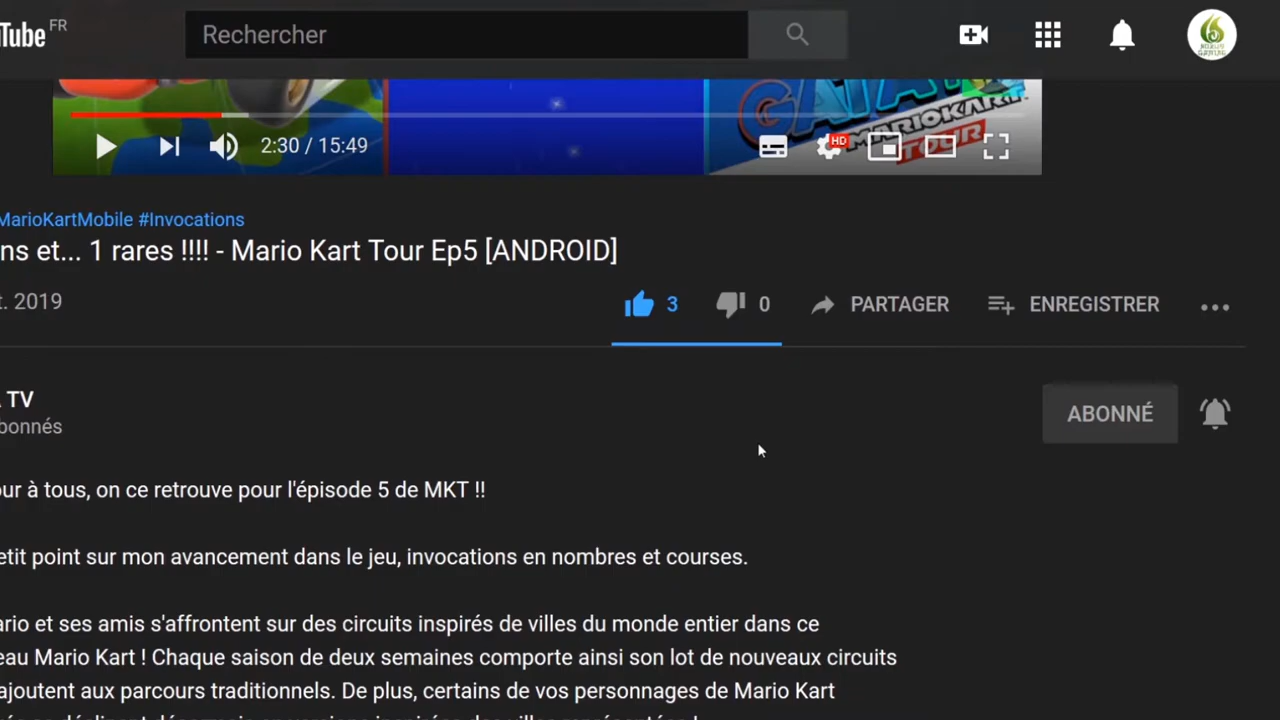 Tube FR
Rechercher
MARIOKART
TOUR
HD
2:30 / 15:49
MarioKartMobile #Invocations
ns et... 1 rares !!!! - Mario Kart Tour Ep5 [ANDROID]
t. 2019
3
0
PARTAGER
ENREGISTRER
TV
bonnés
ABONNÉ
ur à tous, on ce retrouve pour l'épisode 5 de MKT !!
etit point sur mon avancement dans le jeu, invocations en nombres et courses.
ario et ses amis s'affrontent sur des circuits inspirés de villes du monde entier dans ce
eau Mario Kart ! Chaque saison de deux semaines comporte ainsi son lot de nouveaux circuits
ajoutent aux parcours traditionnels. De plus, certains de vos personnages de Mario Kart